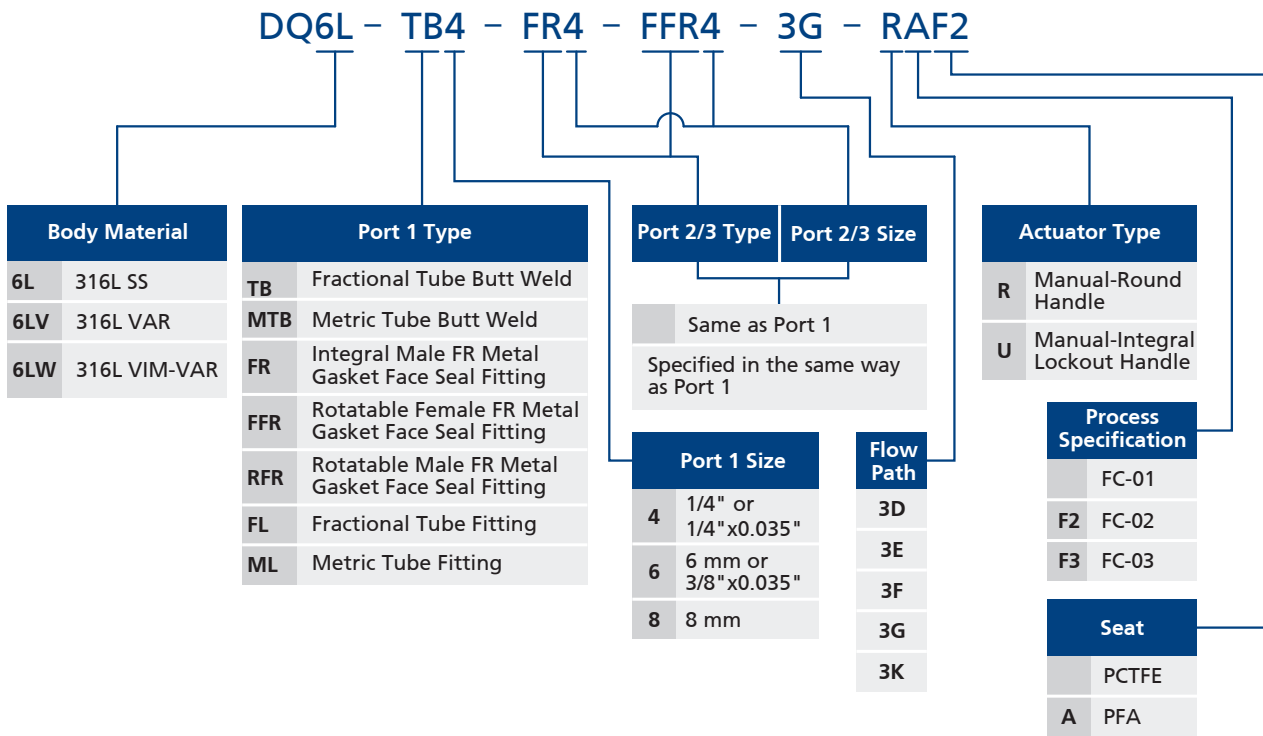 DQ6L - TB4 - FR4 - FFR4 - 3G - RAF2
Body Material
6L 316L SS
6LV 316L VAR
6LW 316L VIM-VAR
Port 1 Type
TB Fractional Tube Butt Weld
MTB Metric Tube Butt Weld
FR Integral Male FR Metal
Gasket Face Seal Fitting
FFR Rotatable Female FR Metal
Gasket Face Seal Fitting
RFR Rotatable Male FR Metal
Gasket Face Seal Fitting
FL Fractional Tube Fitting
ML Metric Tube Fitting
Port 2/3 Type Port 2/3 Size
Same as Port 1
Specified in the same way
as Port 1
Port 1 Size
4 1/4" or
1/4"x0.035"
6 6 mm or
3/8"x0.035"
8 8 mm
Flow
Path
3D
3E
3F
3G
3K
Actuator Type
R Manual-Round
Handle
U Manual-Integral
Lockout Handle
Process
Specification
FC-01
F2 FC-02
F3 FC-03
Seat
PCTFE
A PFA